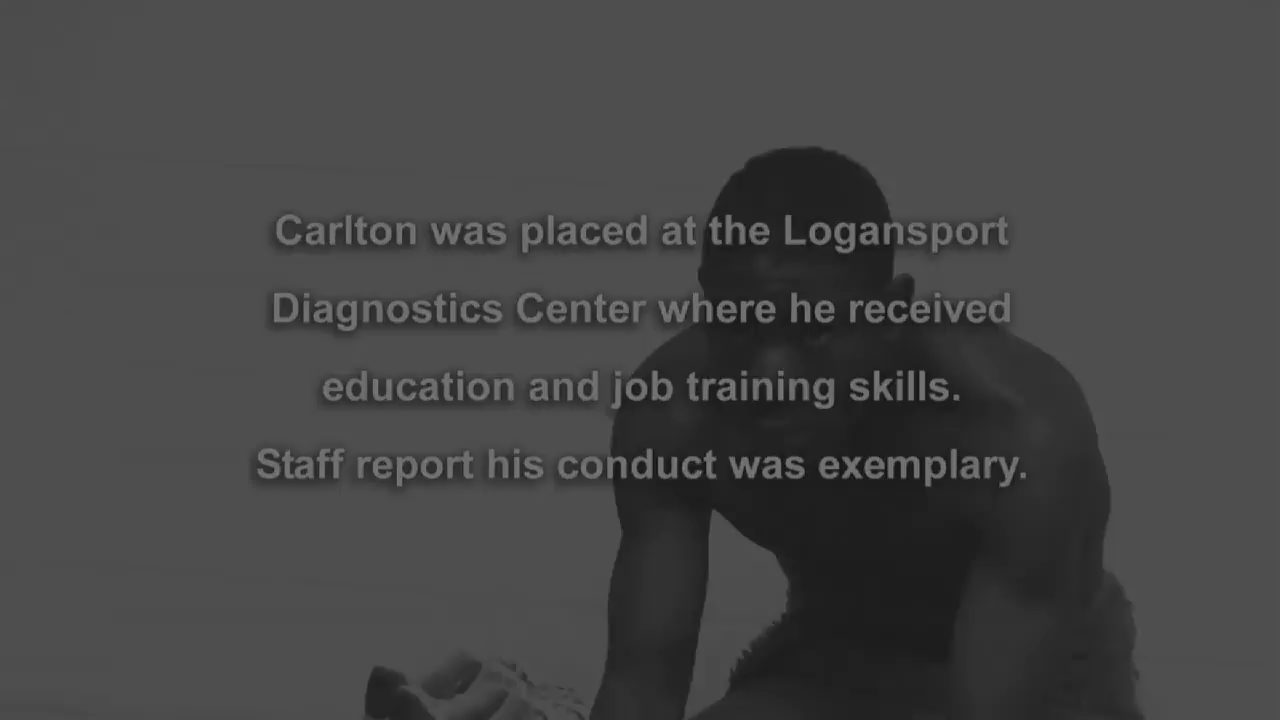 Carlton was placed at the Logansport
Diagnostics Center where he received
education and job training skills.
Staff report his conduct was exemplary.